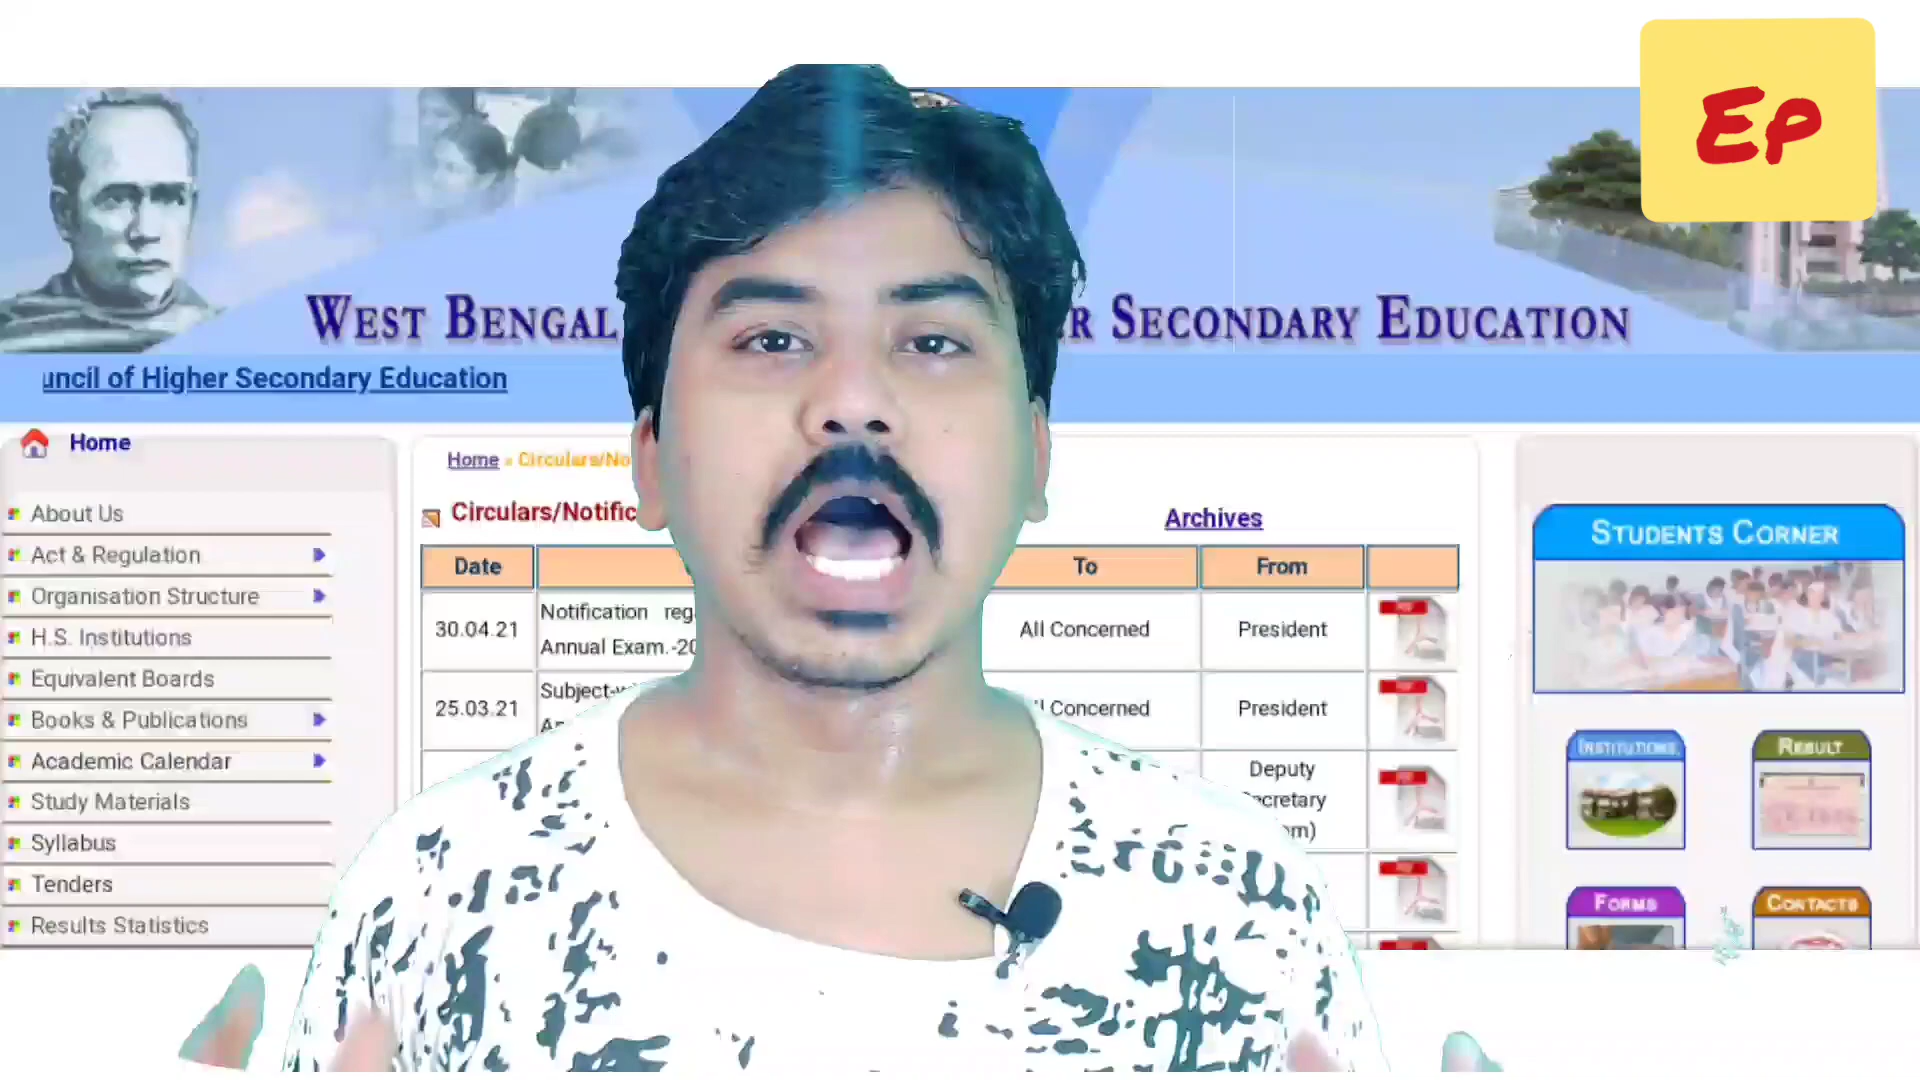 Ep
WEST BENGAL R SECONDARY EDUCATION
uncil of Higher Secondary Education
Home
About Us
Act & Regulation
Organisation Structure
H.S. Institutions
Equivalent Boards
Books & Publications
Academic Calendar
Study Materials
Syllabus
Tenders
Results Statistics
Home » Circulars/No
Circulars/Notific
Archives
Date To From
30.04.21 Notification reg All Concerned President
Annual Exam.-20
25.03.21 Subject-w l Concerned President
An
Deputy
ecretary
m)
STUDENTS CORNER
INSTITUTIONS RESULT
FORMS CONTACTS